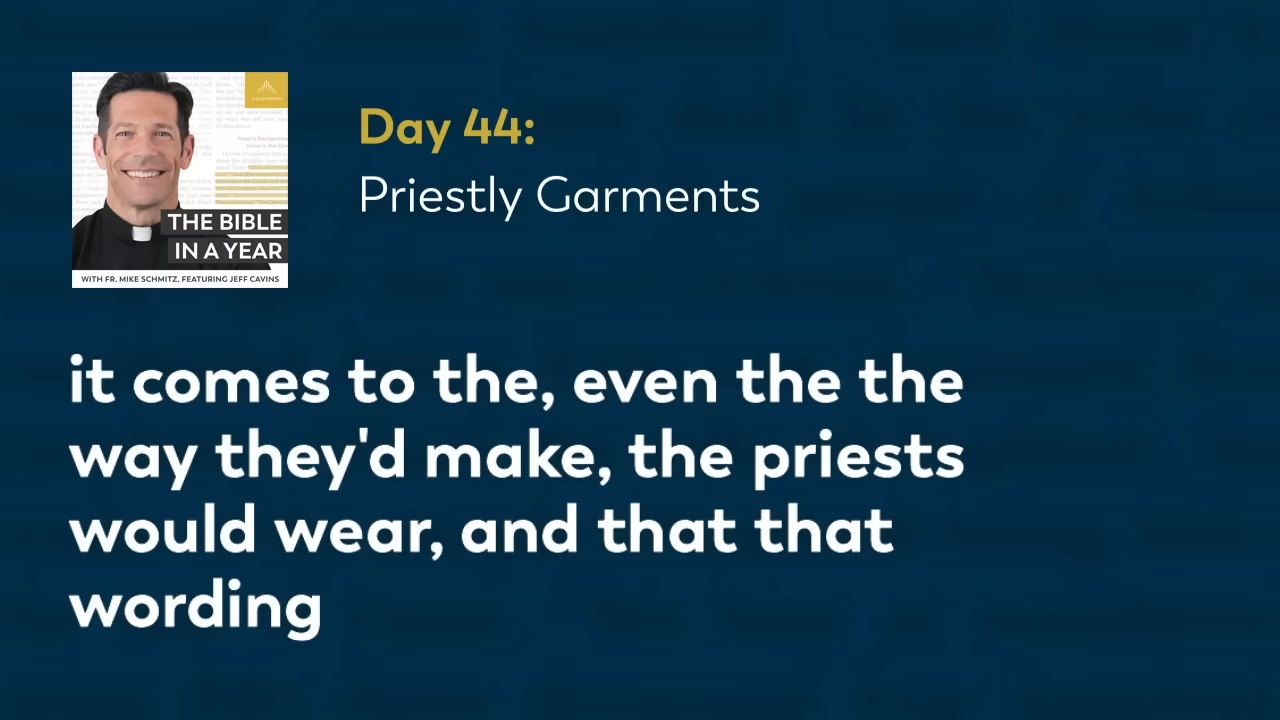 Day 44:
Priestly Garments
THE BIBLE
IN A YEAR
WITH FR. MIKE SCHMITZ, FEATURING JEFF CAVINS
it comes to the, even the the
way they'd make, the priests
would wear, and that that
wording